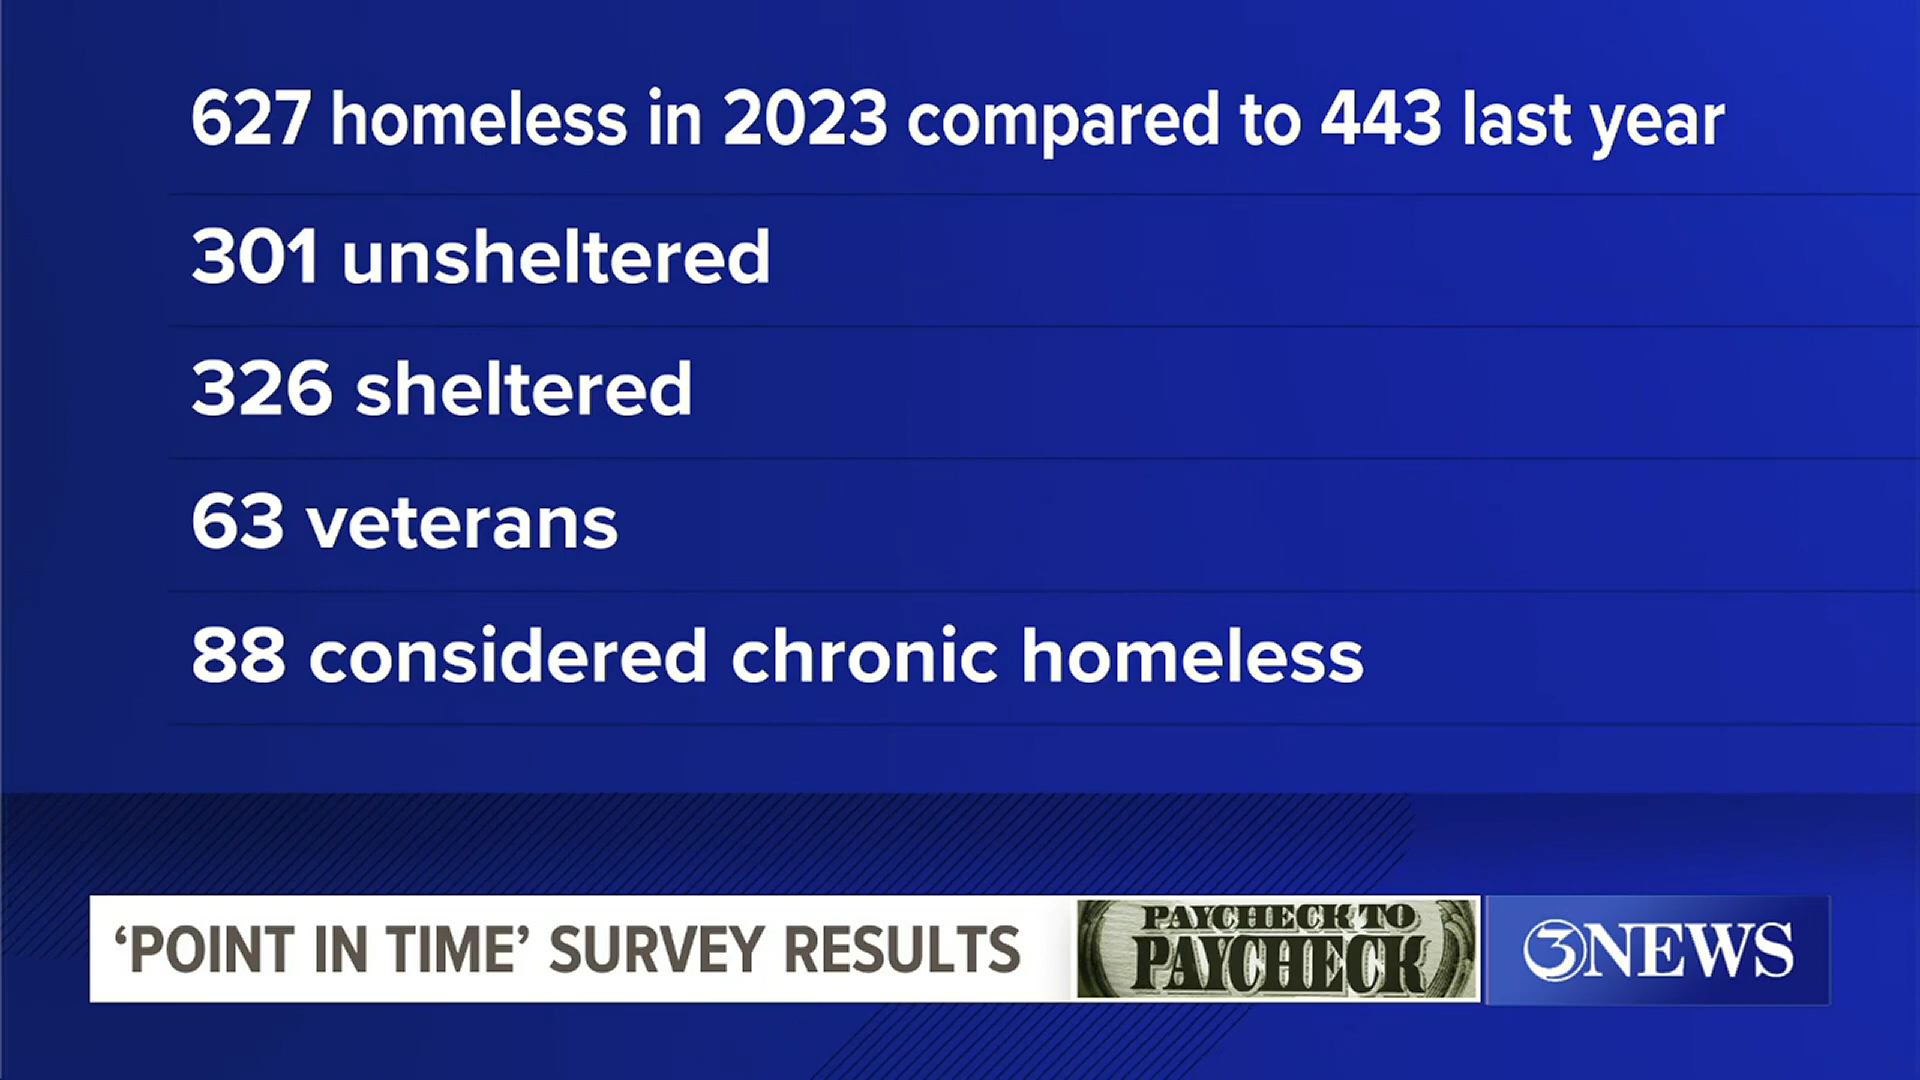 627 homeless in 2023 compared to 443 last year
301 unsheltered
326 sheltered
63 veterans
88 considered chronic homeless
‘POINT IN TIME’ SURVEY RESULTS
PAYCHECK TO
PAYCHECK
3NEWS